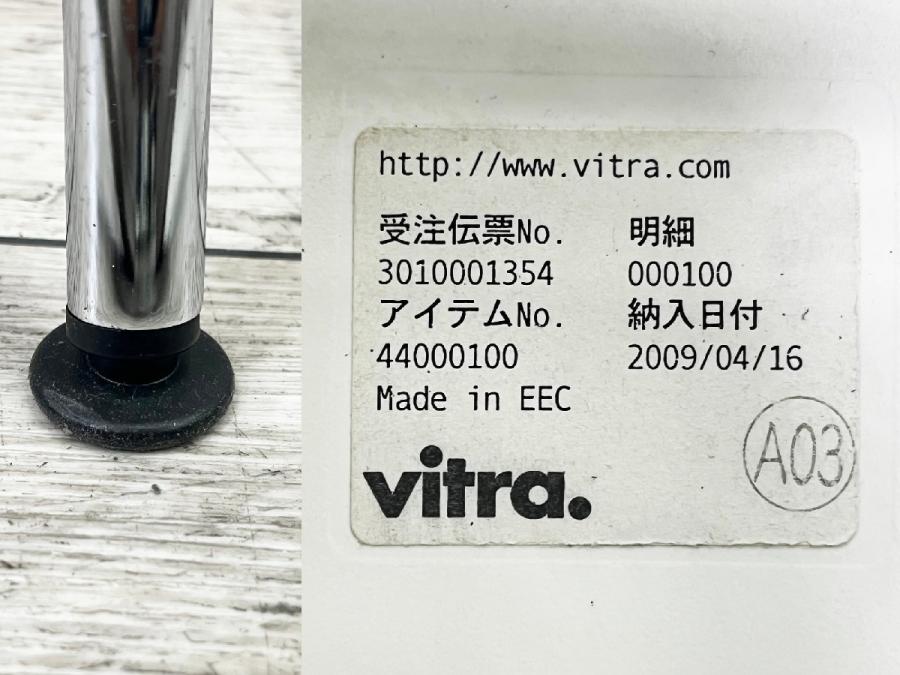 http://www.vitra.com
受注伝票No. 明細
3010001354 000100
アイテムNo. 納入日付
44000100 2009/04/16
Made in EEC
A03
vitra.